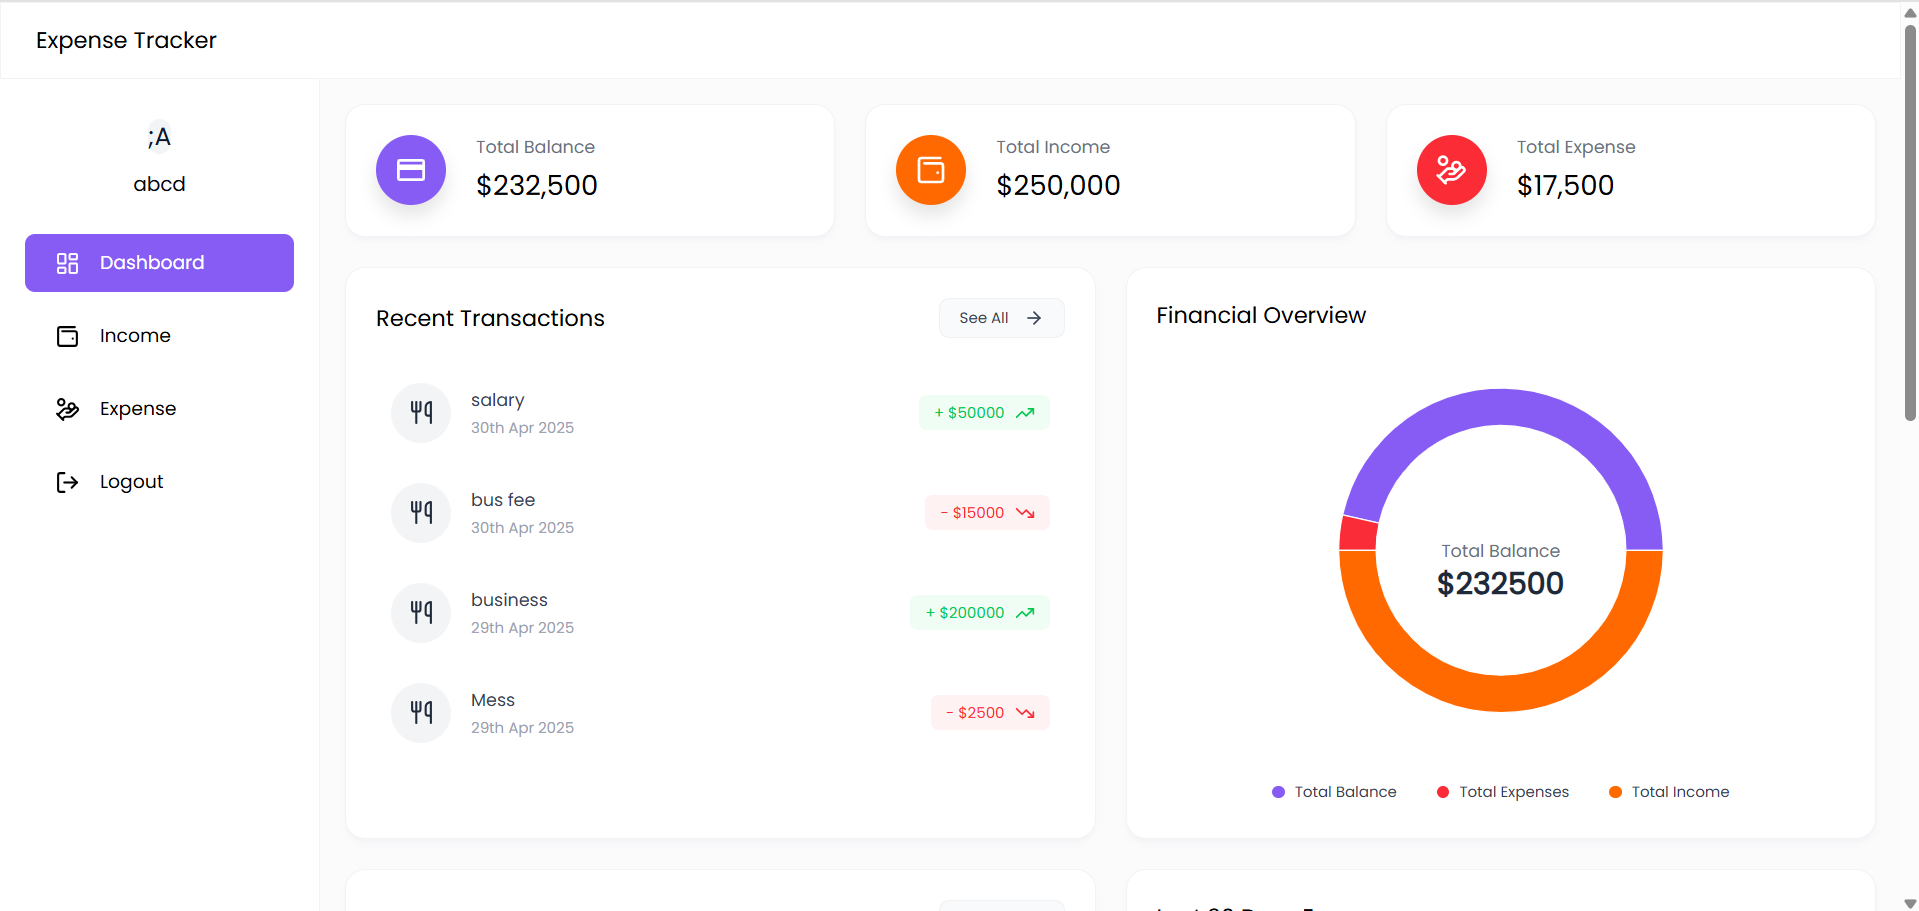 Expense Tracker
;A
abcd
Dashboard
Income
Expense
Logout
Total Balance
$232,500
Total Income
$250,000
Total Expense
$17,500
Recent Transactions
See All
salary
30th Apr 2025
+ $50000
bus fee
30th Apr 2025
- $15000
business
29th Apr 2025
+ $200000
Mess
29th Apr 2025
- $2500
Financial Overview
Total Balance
$232500
Total Balance
Total Expenses
Total Income